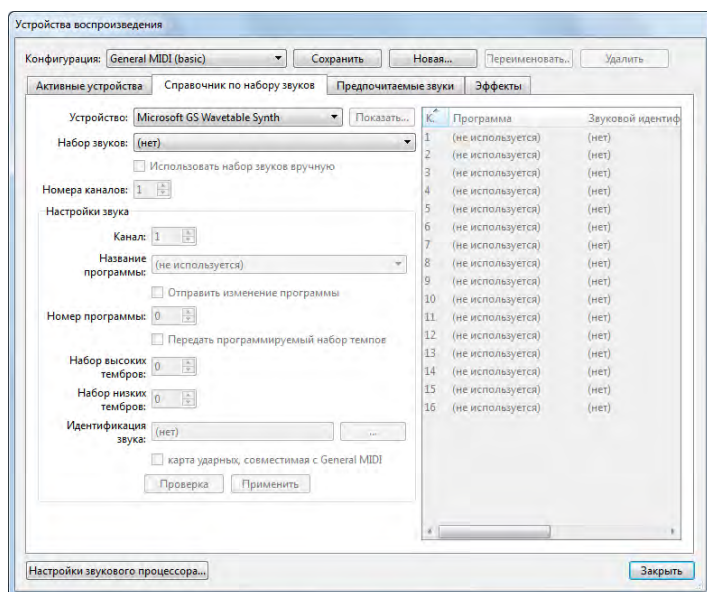 Устройства воспроизведения
Конфигурация: General MIDI (basic) Сохранить Новая... Переименовать.. Удалить
Активные устройства Справочник по набору звуков Предпочитаемые звуки Эффекты
Устройство: Microsoft GS Wavetable Synth Показать...
Набор звуков: (нет)
Использовать набор звуков вручную
Номера каналов: 1
Настройки звука
Канал: 1
Название программы: (не используется)
Отправить изменение программы
Номер программы: 0
Передать программируемый набор темпов
Набор высоких тембров: 0
Набор низких тембров: 0
Идентификация звука: (нет) ...
карта ударных, совместимая с General MIDI
Проверка Применить
К. Программа Звуковой идентиф
1 (не используется) (нет)
2 (не используется) (нет)
3 (не используется) (нет)
4 (не используется) (нет)
5 (не используется) (нет)
6 (не используется) (нет)
7 (не используется) (нет)
8 (не используется) (нет)
9 (не используется) (нет)
10 (не используется) (нет)
11 (не используется) (нет)
12 (не используется) (нет)
13 (не используется) (нет)
14 (не используется) (нет)
15 (не используется) (нет)
16 (не используется) (нет)
Настройки звукового процессора... Закрыть